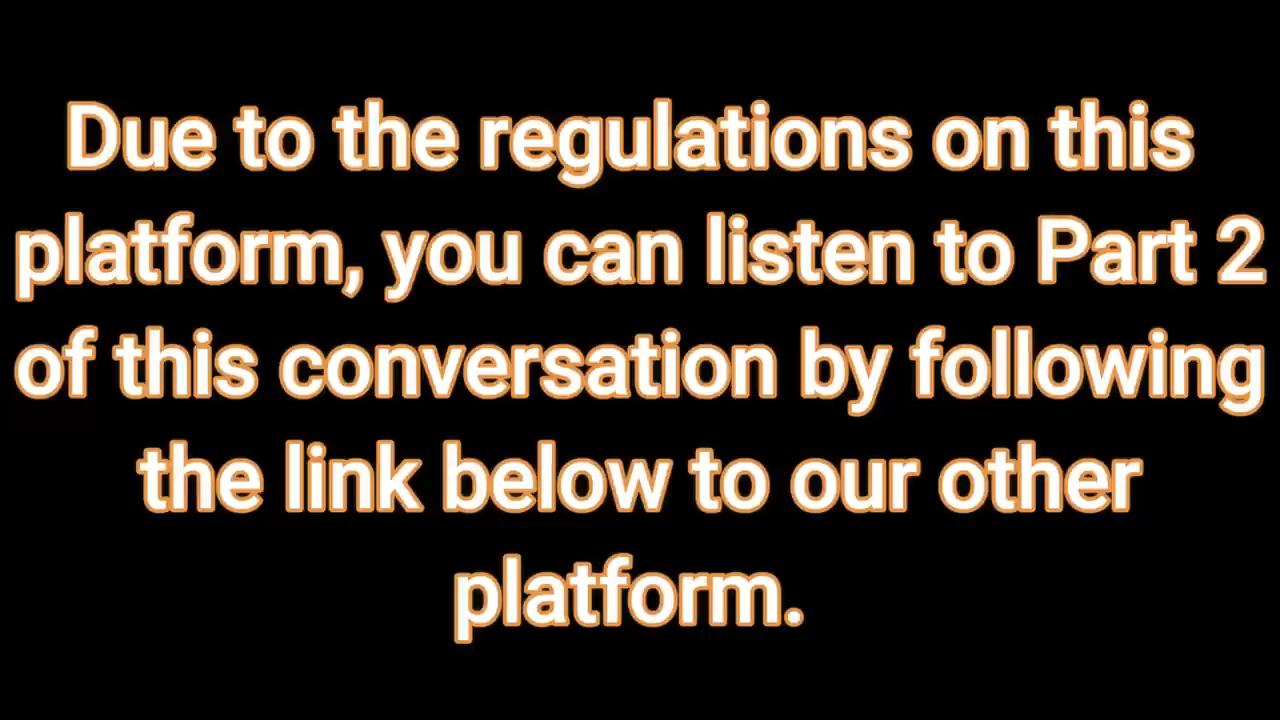 Due to the regulations on this
platform, you can listen to Part 2
of this conversation by following
the link below to our other
platform.